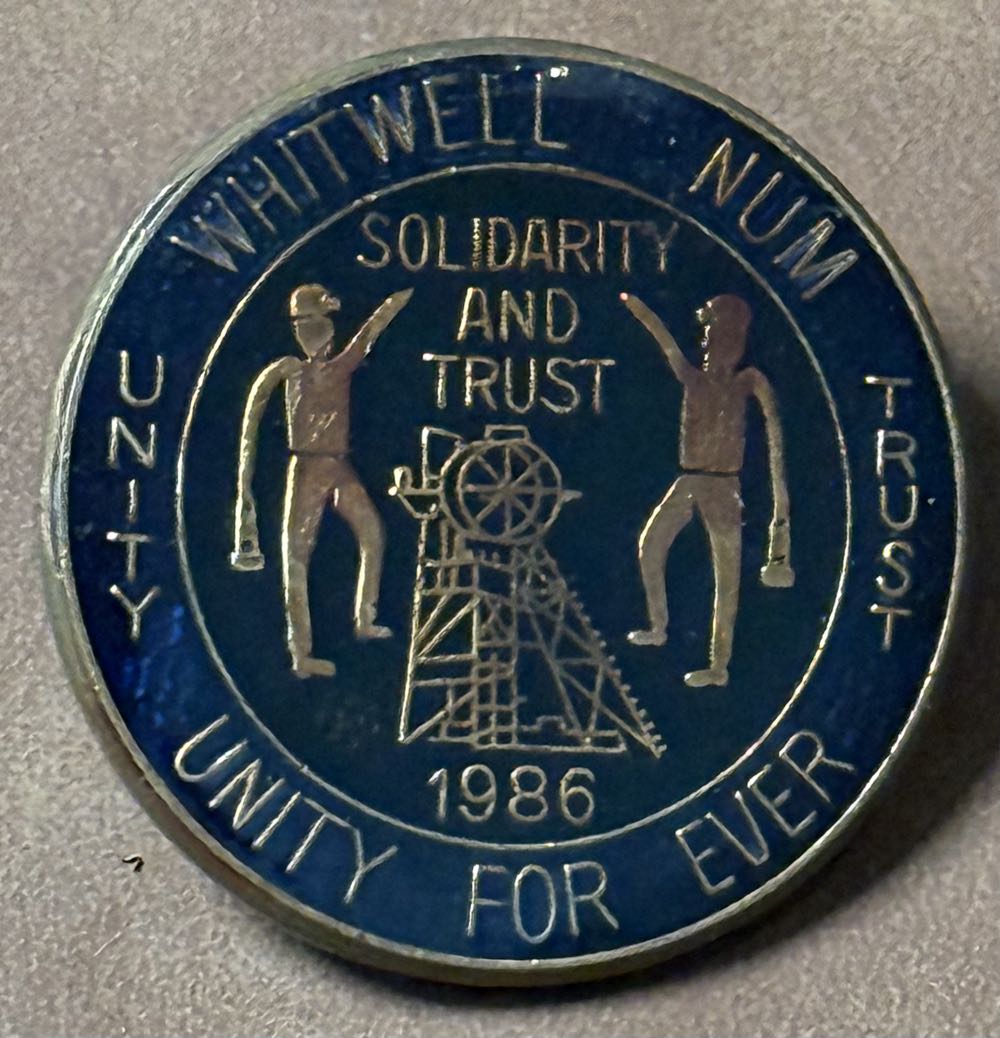 WHITWELL NUM
SOLIDARITY
AND
TRUST
UNITY
TRUST
1986
UNITY FOR EVER